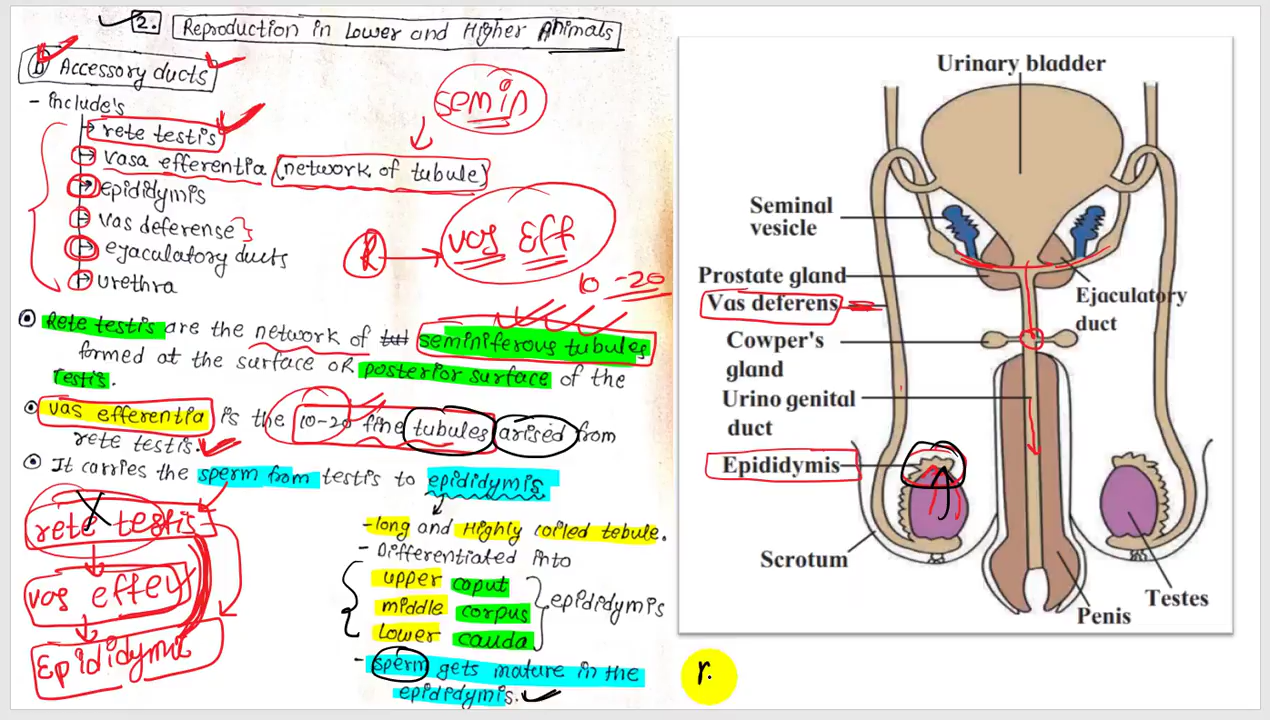 2. Reproduction in Lower and Higher Animals
b Accessory ducts
- include's
rete testis
vasa efferentia (network of tubule)
epididymis
vas deferense
ejaculatory ducts
urethra
semin
R → vas Eff
10 -20
Rete testis are the network of seminiferous tubules
formed at the surface OR posterior surface of the
testis.
vas efferentia is the 10-20 fine tubules arised from
rete testis.
It carries the sperm from testis to epididymis
- long and Highly coiled tebule.
- Differentiated into
upper caput
middle corpus
Lower cauda
epididymis
- sperm gets mature in the
epididymis.
rete testis
vas effey
Epididymi
Urinary bladder
Seminal
vesicle
Prostate gland
Vas deferens
Ejaculatory
duct
Cowper's
gland
Urino genital
duct
Epididymis
Scrotum
Testes
Penis
r.